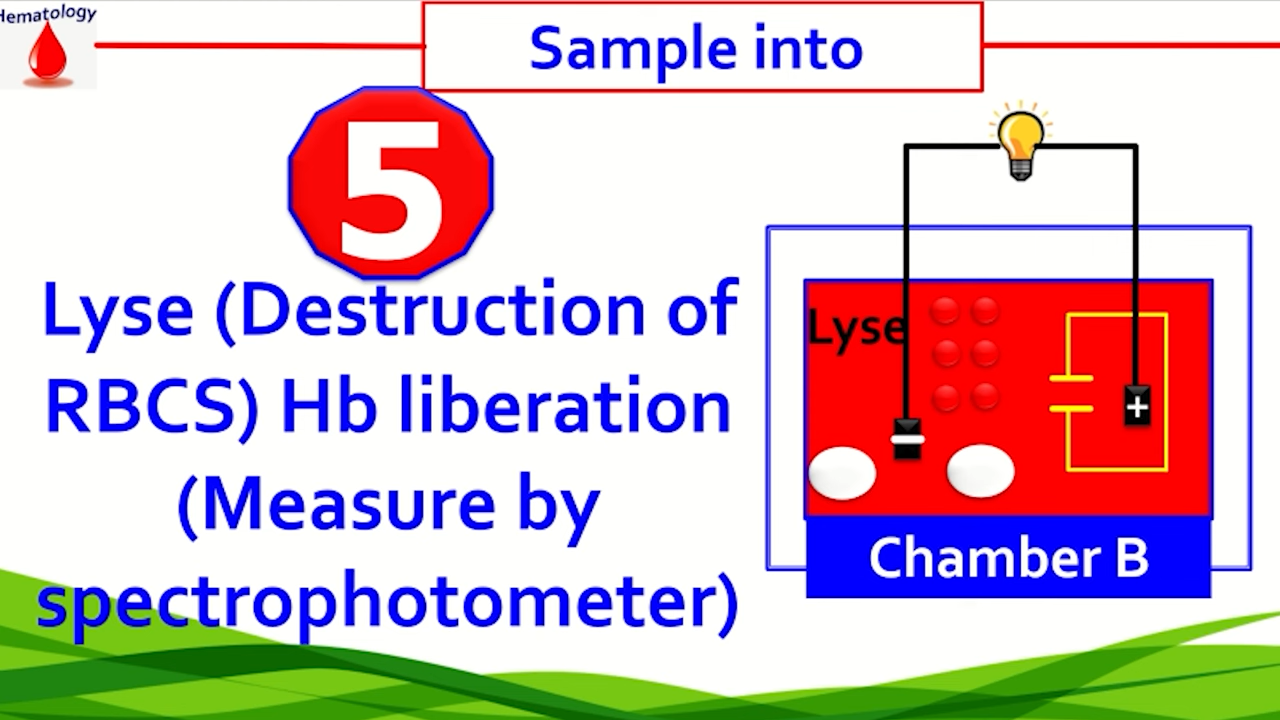 Hematology
Sample into
5
Lyse (Destruction of
RBCS) Hb liberation
(Measure by
spectrophotometer)
Lyse
+
Chamber B